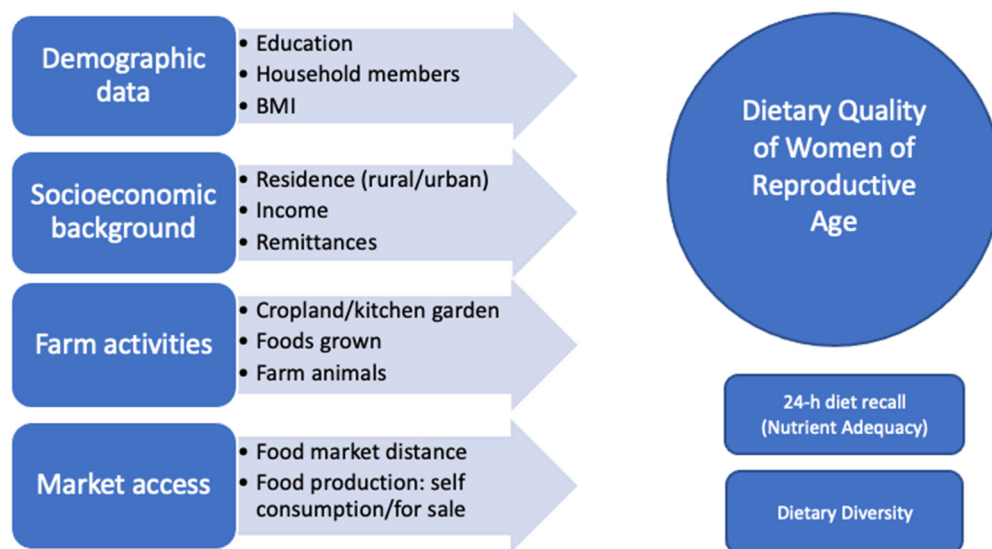 Demographic
data
• Education
• Household members
• BMI
Socioeconomic
background
• Residence (rural/urban)
• Income
• Remittances
Farm activities
• Cropland/kitchen garden
• Foods grown
• Farm animals
Market access
• Food market distance
• Food production: self
consumption/for sale
Dietary Quality
of Women of
Reproductive
Age
24-h diet recall
(Nutrient Adequacy)
Dietary Diversity